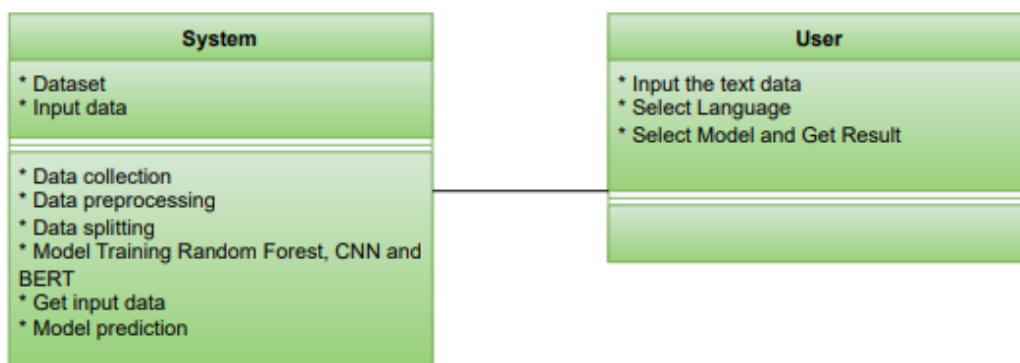 System
* Dataset
* Input data
* Data collection
* Data preprocessing
* Data splitting
* Model Training Random Forest, CNN and
BERT
* Get input data
* Model prediction
User
* Input the text data
* Select Language
* Select Model and Get Result